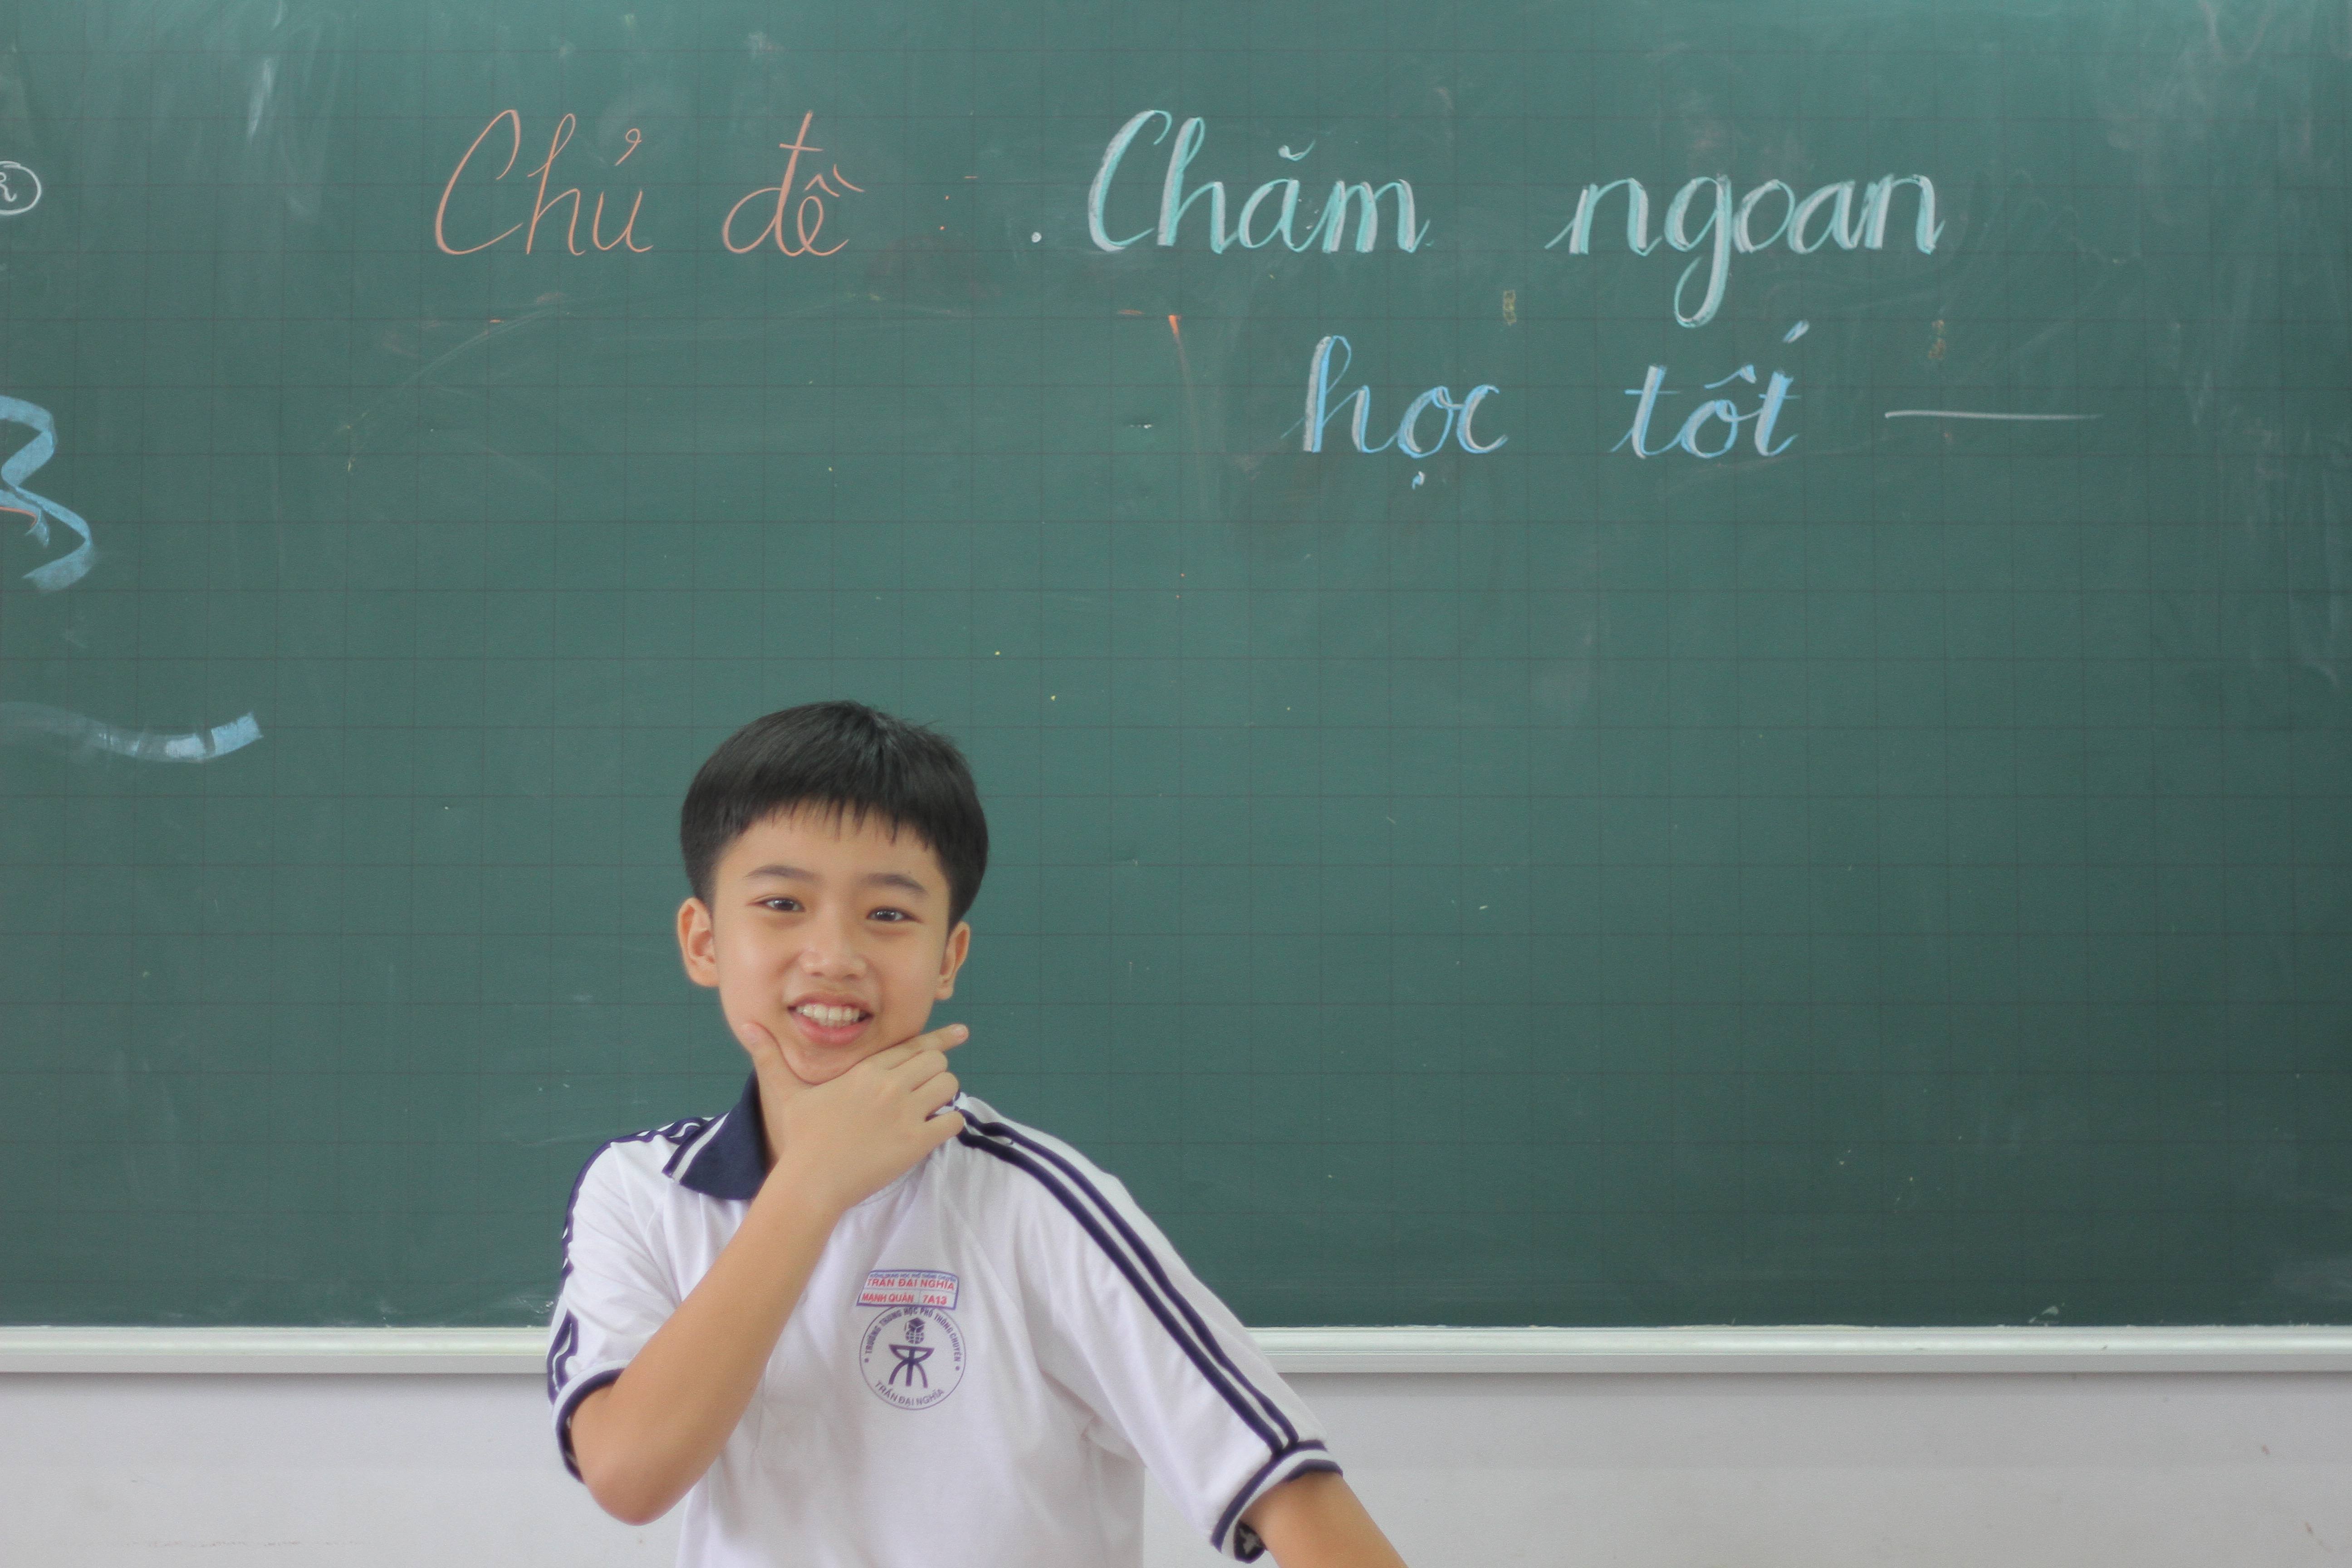 Chủ đề : Chăm ngoan
học tốt
TRẦN ĐẠI NGHĨA
MẠNH QUÂN 7A13
TRƯỜNG TRUNG HỌC PHỔ THÔNG CHUYÊN
TRẦN ĐẠI NGHĨA